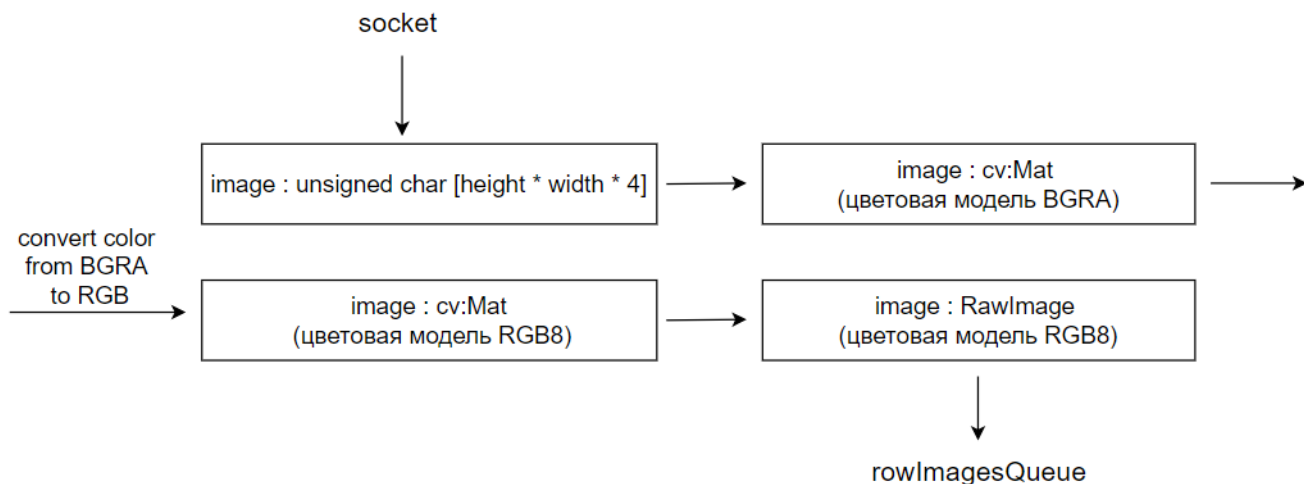 socket
image : unsigned char [height * width * 4]
image : cv:Mat
(цветовая модель BGRA)
convert color
from BGRA
to RGB
image : cv:Mat
(цветовая модель RGB8)
image : RawImage
(цветовая модель RGB8)
rowImagesQueue